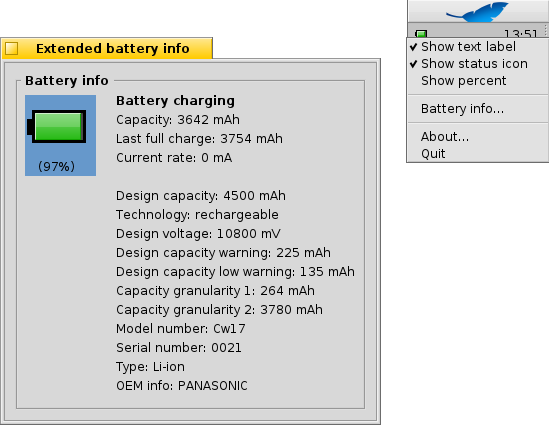 Extended battery info
Battery info
(97%)
Battery charging
Capacity: 3642 mAh
Last full charge: 3754 mAh
Current rate: 0 mA
Design capacity: 4500 mAh
Technology: rechargeable
Design voltage: 10800 mV
Design capacity warning: 225 mAh
Design capacity low warning: 135 mAh
Capacity granularity 1: 264 mAh
Capacity granularity 2: 3780 mAh
Model number: Cw17
Serial number: 0021
Type: Li-ion
OEM info: PANASONIC
13:51
Show text label
Show status icon
Show percent
Battery info...
About...
Quit